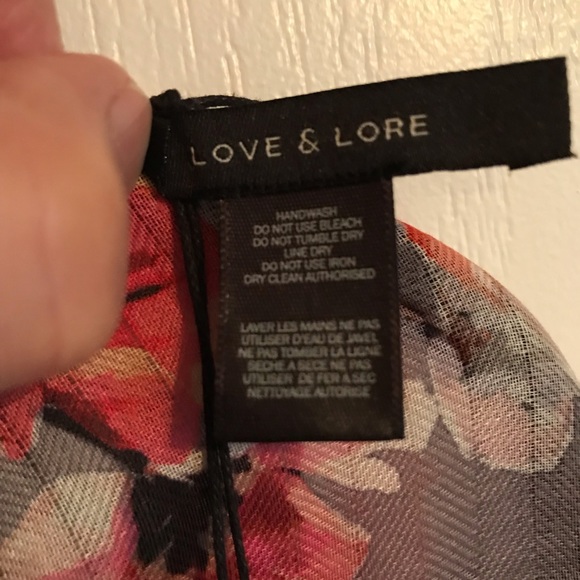 LOVE & LORE
HANDWASH
DO NOT USE BLEACH
DO NOT TUMBLE DRY
LINE DRY
DO NOT USE IRON
DRY CLEAN AUTHORISED
LAVER LES MAINS NE PAS
UTILISER D'EAU DE JAVEL
NE PAS TOMBER LA LIGNE
SECHE A SECE NE PAS
UTILISER DE FER A SEC
NETTOYAGE AUTORISE